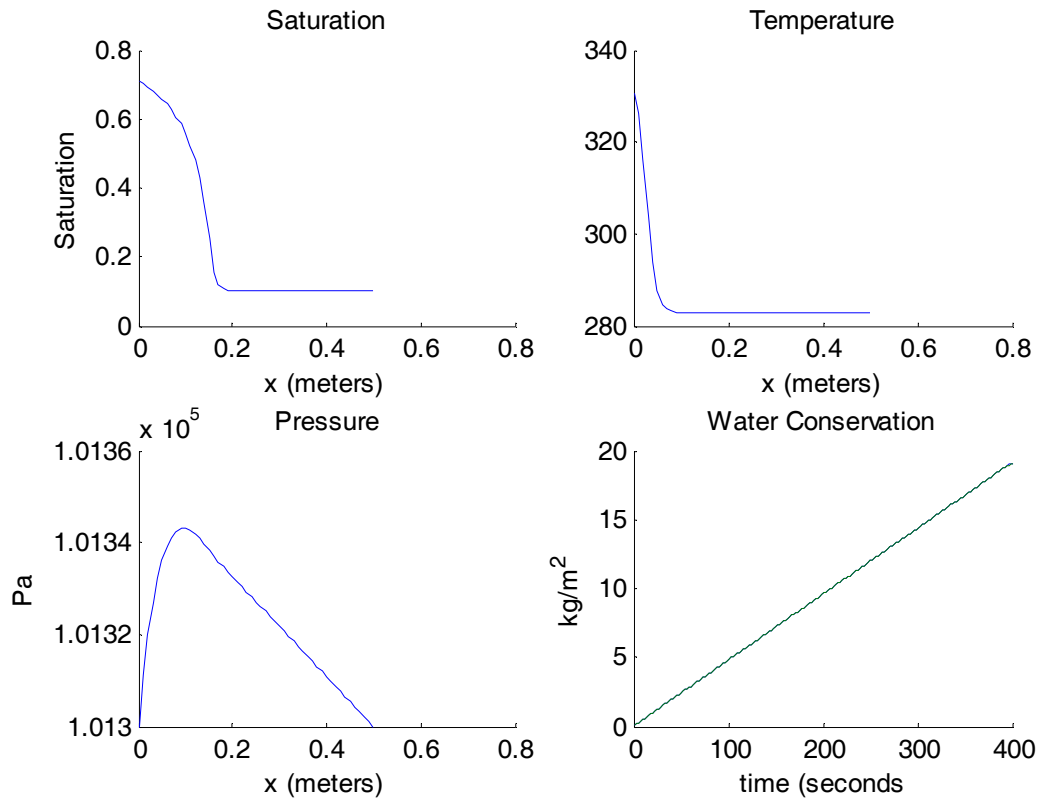 Saturation
0.8
0.6
0.4
0.2
0
Saturation
0 0.2 0.4 0.6 0.8
x (meters)
Temperature
340
320
300
280
0 0.2 0.4 0.6 0.8
x (meters)
Pressure
x 10^5
1.0136
1.0134
1.0132
1.013
Pa
0 0.2 0.4 0.6 0.8
x (meters)
Water Conservation
20
15
10
5
0
kg/m^2
0 100 200 300 400
time (seconds